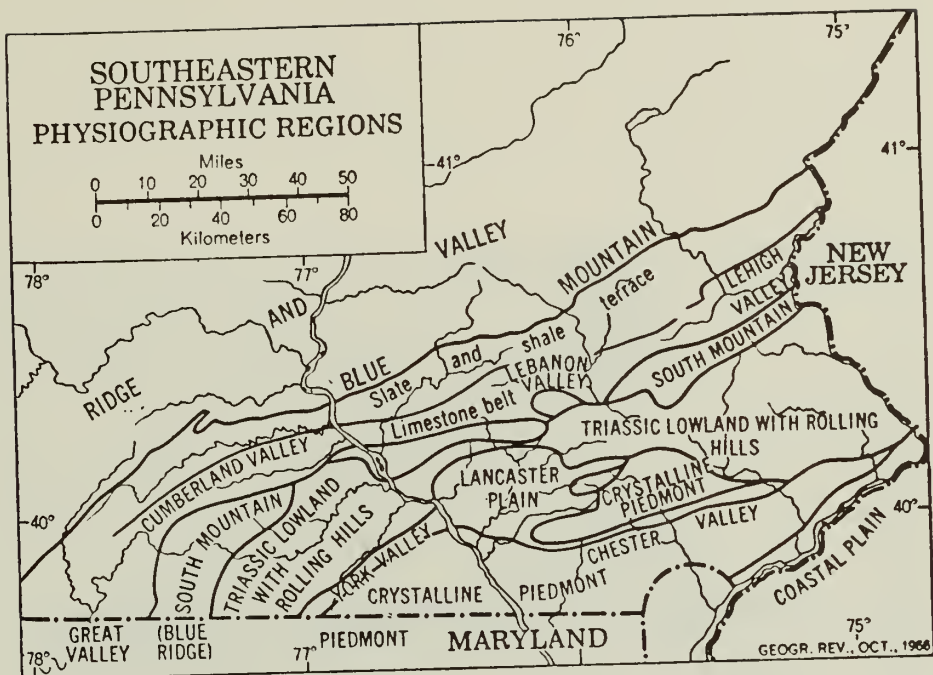 SOUTHEASTERN
PENNSYLVANIA
PHYSIOGRAPHIC REGIONS
Miles
0 10 20 30 40 50
0 20 40 60 80
Kilometers
76°
75°
41°
41°
78°
77°
RIDGE AND VALLEY
BLUE MOUNTAIN
Slate and shale terrace
LEHIGH
VALLEY
NEW
JERSEY
SOUTH MOUNTAIN
LEBANON
VALLEY
Limestone belt
CUMBERLAND VALLEY
TRIASSIC LOWLAND WITH ROLLING
HILLS
LANCASTER
PLAIN
CRYSTALLINE
PIEDMONT
SOUTH MOUNTAIN
TRIASSIC LOWLAND
WITH
ROLLING HILLS
YORK VALLEY
CHESTER VALLEY
40°
40°
CRYSTALLINE PIEDMONT
COASTAL PLAIN
GREAT
VALLEY
(BLUE
RIDGE)
PIEDMONT
MARYLAND
78°
77°
76°
75°
GEOGR. REV., OCT., 1966